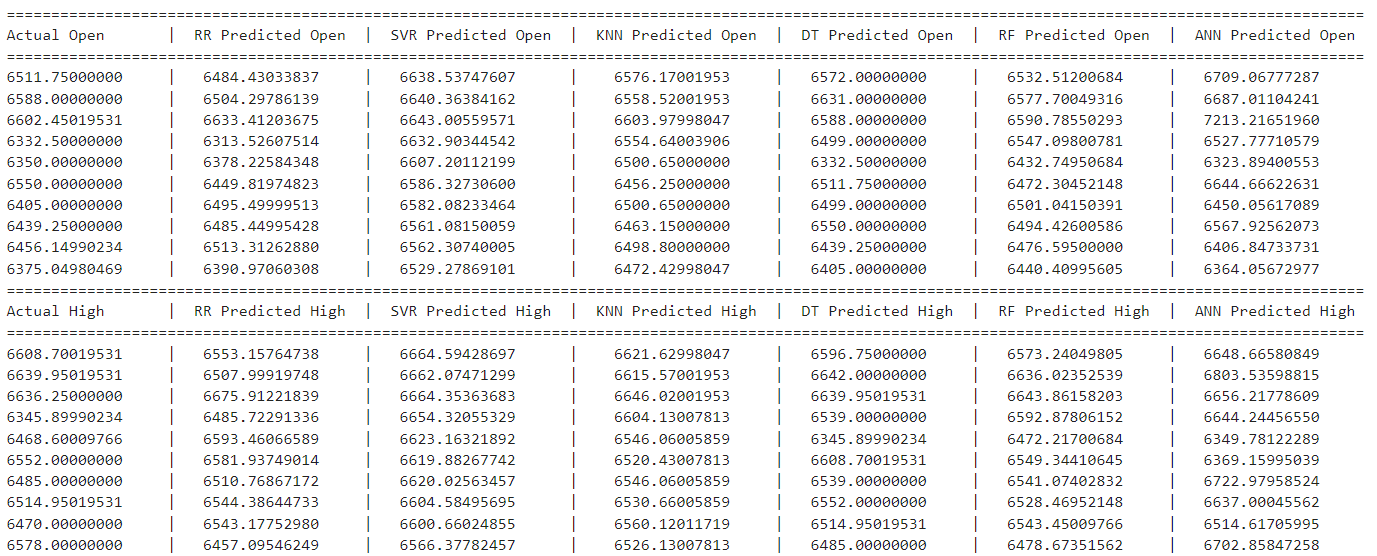 ====================================================================================================================================================
Actual Open | RR Predicted Open | SVR Predicted Open | KNN Predicted Open | DT Predicted Open | RF Predicted Open | ANN Predicted Open
====================================================================================================================================================
6511.75000000 | 6484.43033837 | 6638.53747607 | 6576.17001953 | 6572.00000000 | 6532.51200684 | 6709.06777287
6588.00000000 | 6504.29786139 | 6640.36384162 | 6558.52001953 | 6631.00000000 | 6577.70049316 | 6687.01104241
6602.45019531 | 6633.41203675 | 6643.00559571 | 6603.97998047 | 6588.00000000 | 6590.78550293 | 7213.21651960
6332.50000000 | 6313.52607514 | 6632.90344542 | 6554.64003906 | 6499.00000000 | 6547.09800781 | 6527.77710579
6350.00000000 | 6378.22584348 | 6607.20112199 | 6500.65000000 | 6332.50000000 | 6432.74950684 | 6323.89400553
6550.00000000 | 6449.81974823 | 6586.32730600 | 6456.25000000 | 6511.75000000 | 6472.30452148 | 6644.66622631
6405.00000000 | 6495.49999513 | 6582.08233464 | 6500.65000000 | 6499.00000000 | 6501.04150391 | 6450.05617089
6439.25000000 | 6485.44995428 | 6561.08150059 | 6463.15000000 | 6550.00000000 | 6494.42600586 | 6567.92562073
6456.14990234 | 6513.31262880 | 6562.30740005 | 6498.80000000 | 6439.25000000 | 6476.59500000 | 6406.84733731
6375.04980469 | 6390.97060308 | 6529.27869101 | 6472.42998047 | 6405.00000000 | 6440.40995605 | 6364.05672977
====================================================================================================================================================
Actual High | RR Predicted High | SVR Predicted High | KNN Predicted High | DT Predicted High | RF Predicted High | ANN Predicted High
====================================================================================================================================================
6608.70019531 | 6553.15764738 | 6664.59428697 | 6621.62998047 | 6596.75000000 | 6573.24049805 | 6648.66580849
6639.95019531 | 6507.99919748 | 6662.07471299 | 6615.57001953 | 6642.00000000 | 6636.02352539 | 6803.53598815
6636.25000000 | 6675.91221839 | 6664.35363683 | 6646.02001953 | 6639.95019531 | 6643.86158203 | 6656.21778609
6345.89990234 | 6485.72291336 | 6654.32055329 | 6604.13007813 | 6539.00000000 | 6592.87806152 | 6644.24456550
6468.60009766 | 6593.46066589 | 6623.16321892 | 6546.06005859 | 6345.89990234 | 6472.21700684 | 6349.78122289
6552.00000000 | 6581.93749014 | 6619.88267742 | 6520.43007813 | 6608.70019531 | 6549.34410645 | 6369.15995039
6485.00000000 | 6510.76867172 | 6620.02563457 | 6546.06005859 | 6539.00000000 | 6541.07402832 | 6722.97958524
6514.95019531 | 6544.38644733 | 6604.58495695 | 6530.66005859 | 6552.00000000 | 6528.46952148 | 6637.00045562
6470.00000000 | 6543.17752980 | 6600.66024855 | 6560.12011719 | 6514.95019531 | 6543.45009766 | 6514.61705995
6578.00000000 | 6457.09546249 | 6566.37782457 | 6526.13007813 | 6485.00000000 | 6478.67351562 | 6702.85847258